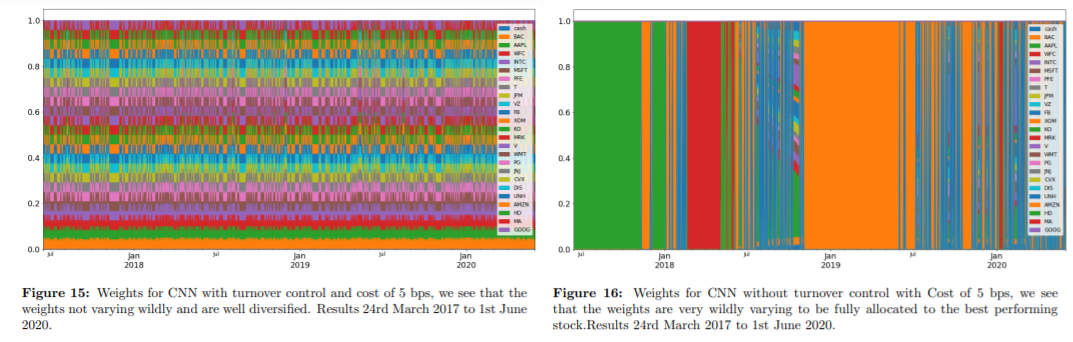 1.0
0.8
0.6
0.4
0.2
0.0
cash
BAC
AAPL
WFC
INTC
MSFT
PFE
T
JPM
VZ
FB
XOM
KO
MRK
V
WMT
PG
JNJ
CVX
DIS
UNH
AMZN
HD
MA
GOOG
Jul
Jan
2018
Jul
Jan
2019
Jul
Jan
2020
Figure 15: Weights for CNN with turnover control and cost of 5 bps, we see that the
weights not varying wildly and are well diversified. Results 24rd March 2017 to 1st June
2020.
1.0
0.8
0.6
0.4
0.2
0.0
cash
BAC
AAPL
WFC
INTC
MSFT
PFE
T
JPM
VZ
FB
XOM
KO
MRK
V
WMT
PG
JNJ
CVX
DIS
UNH
AMZN
HD
MA
GOOG
Jul
Jan
2018
Jul
Jan
2019
Jul
Jan
2020
Figure 16: Weights for CNN without turnover control with Cost of 5 bps, we see
that the weights are very wildly varying to be fully allocated to the best performing
stock.Results 24rd March 2017 to 1st June 2020.